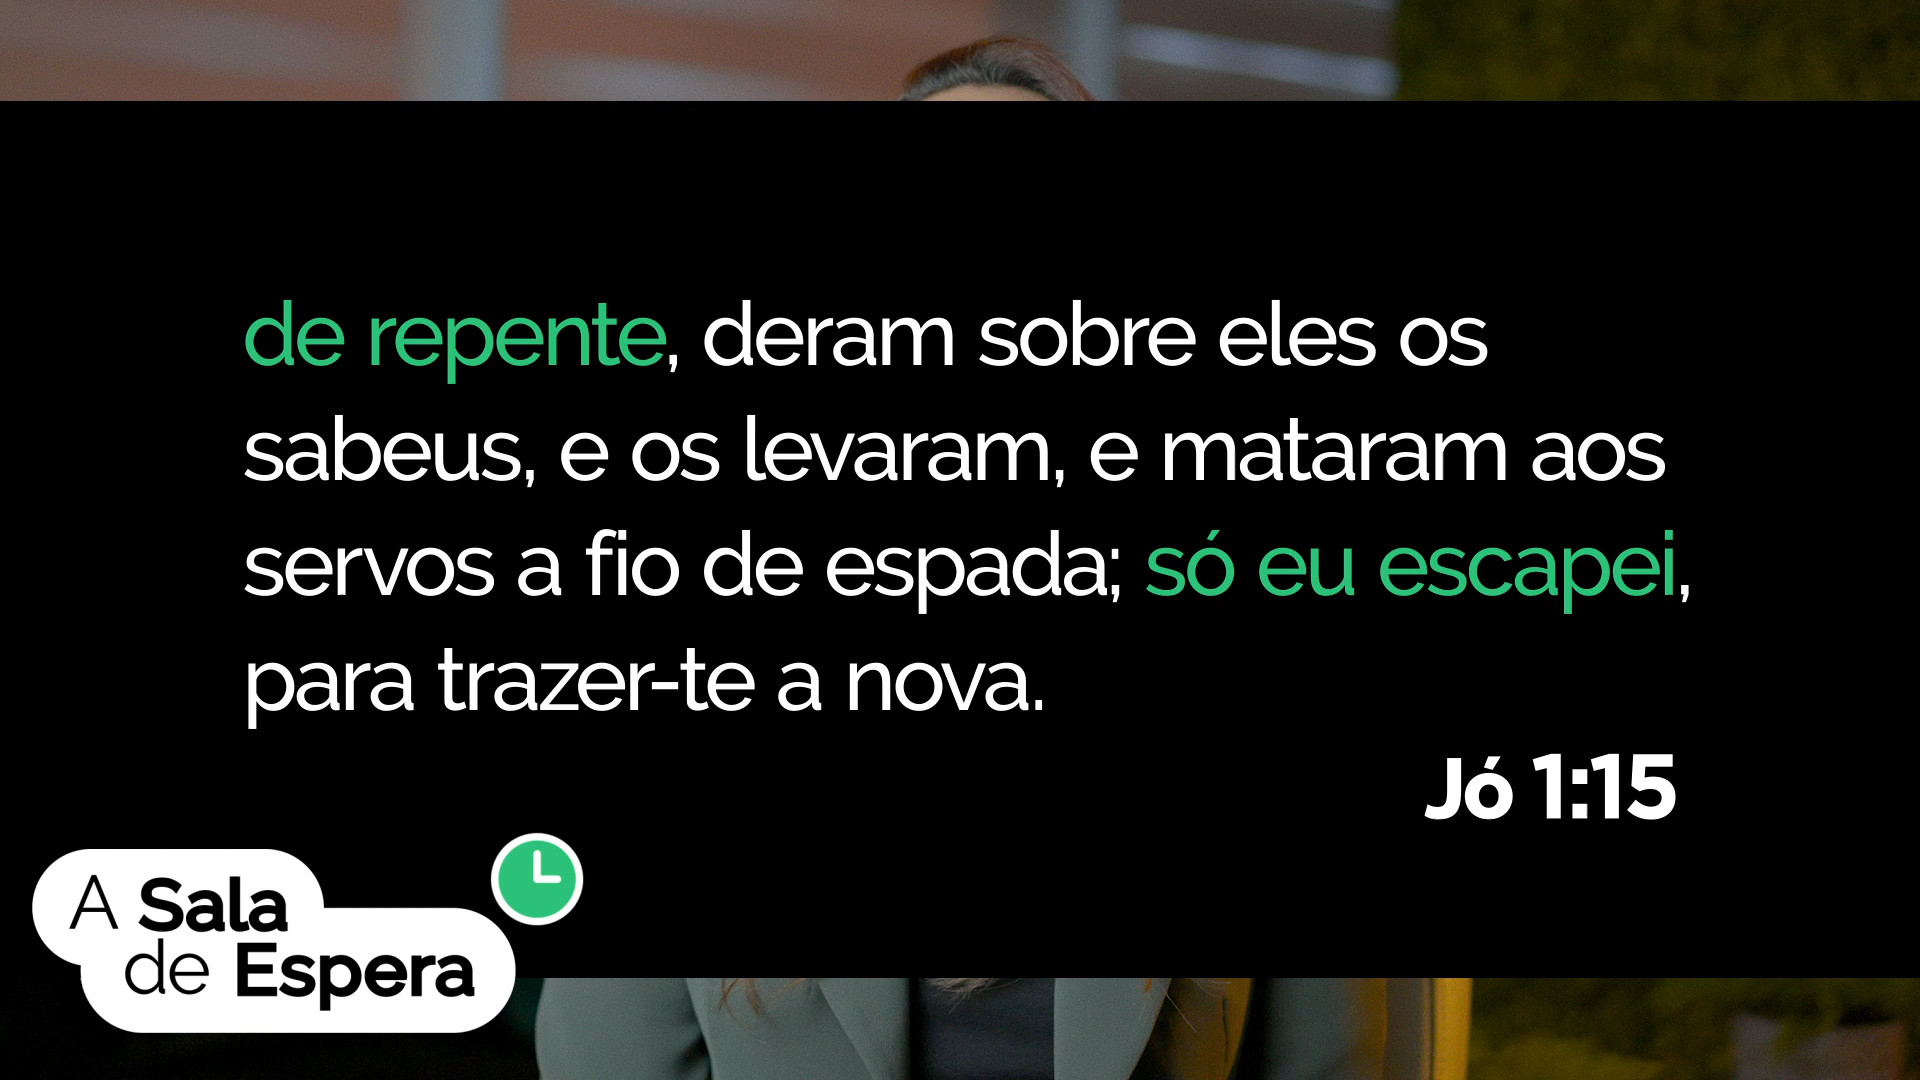 de repente, deram sobre eles os
sabeus, e os levaram, e mataram aos
servos a fio de espada; só eu escapei,
para trazer-te a nova.
Jó 1:15
A Sala
de Espera